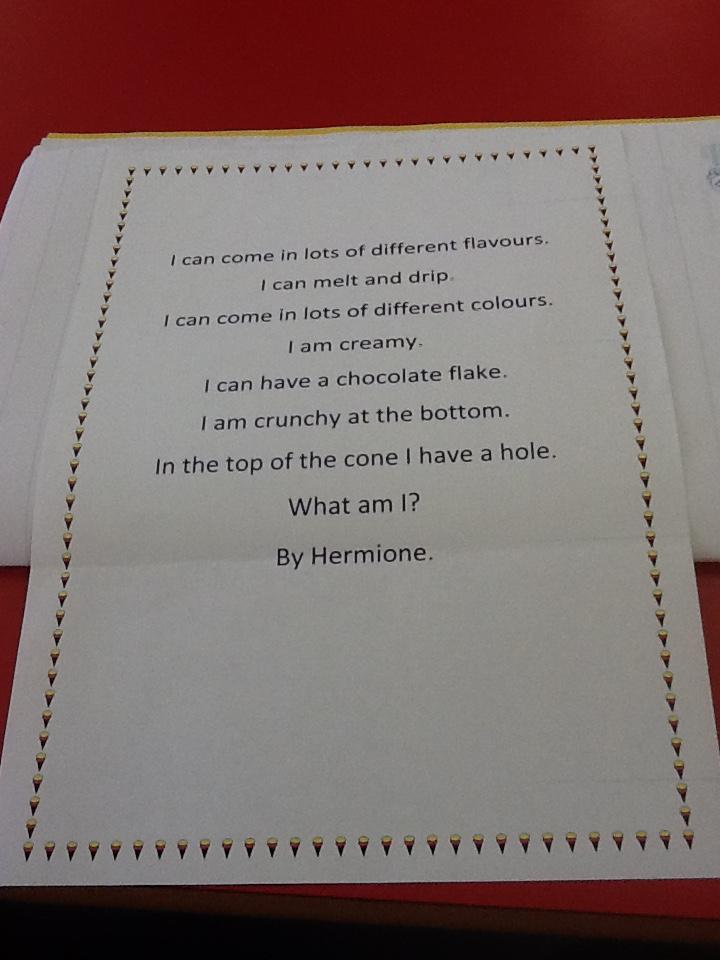 I can come in lots of different flavours.
I can melt and drip.
I can come in lots of different colours.
I am creamy.
I can have a chocolate flake.
I am crunchy at the bottom.
In the top of the cone I have a hole.
What am I?
By Hermione.